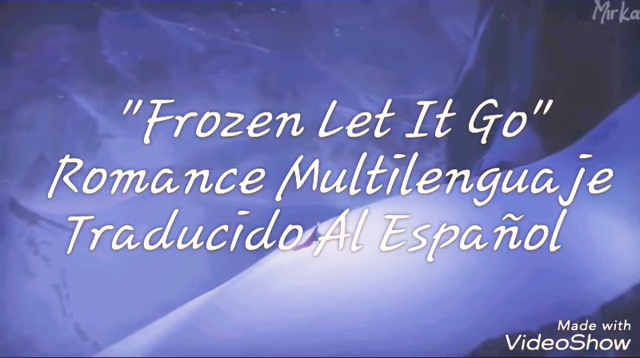 Mirka
"Frozen Let It Go"
Romance Multilenguaje
Traducido Al Español
Made with
VideoShow